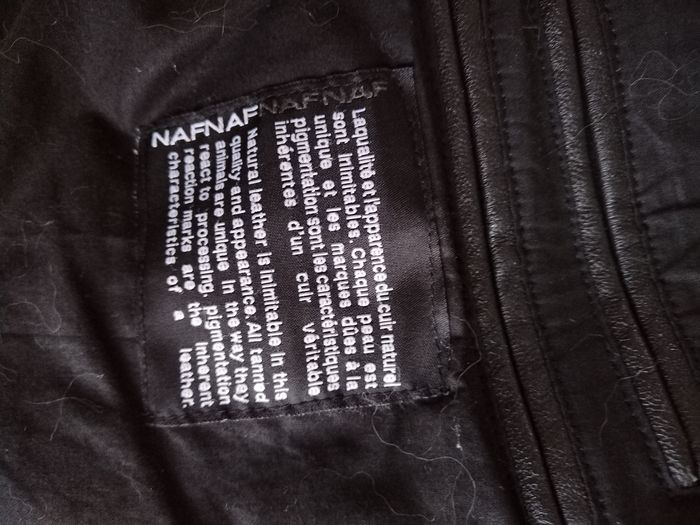 NAFNAF NAFNAF
La qualité et l'apparence du cuir naturel
sont inimitables. Chaque peau est
unique et les marques dûes à la
pigmentation sont les caractéristiques
inhérentes d'un cuir véritable
Natural leather is inimitable in this
quality and appearance. All tanned
animals are unique in the way they
react to processing, pigmentation
reaction marks are the inherent
characteristics of a leather.